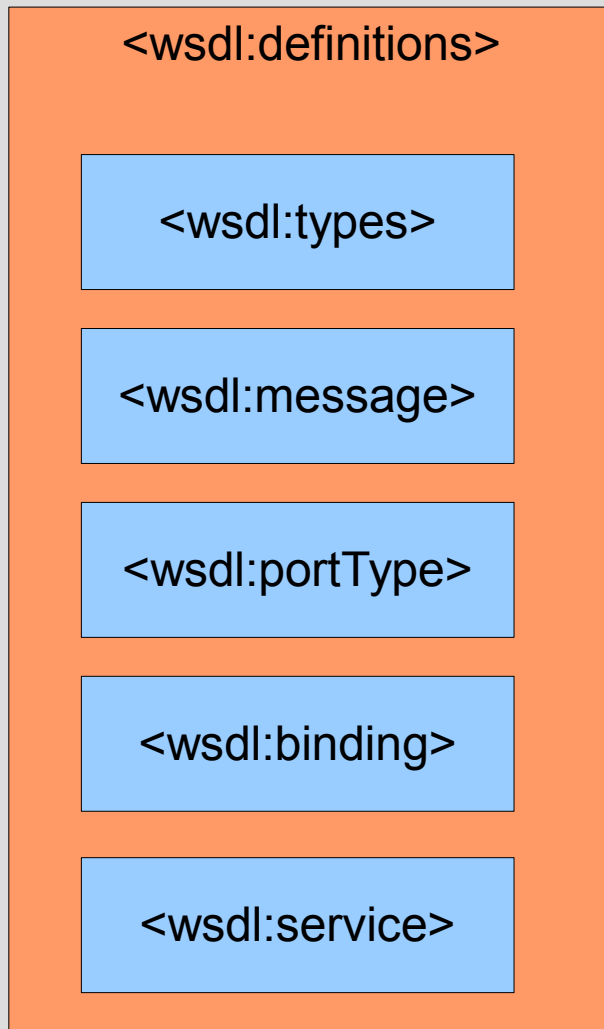 <wsdl:definitions>
<wsdl:types>
<wsdl:message>
<wsdl:portType>
<wsdl:binding>
<wsdl:service>